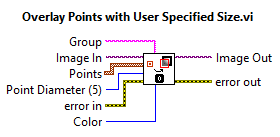 Overlay Points with User Specified Size.vi
Group
Image In
Image Out
Points
Point Diameter (5)
error out
error in
Color